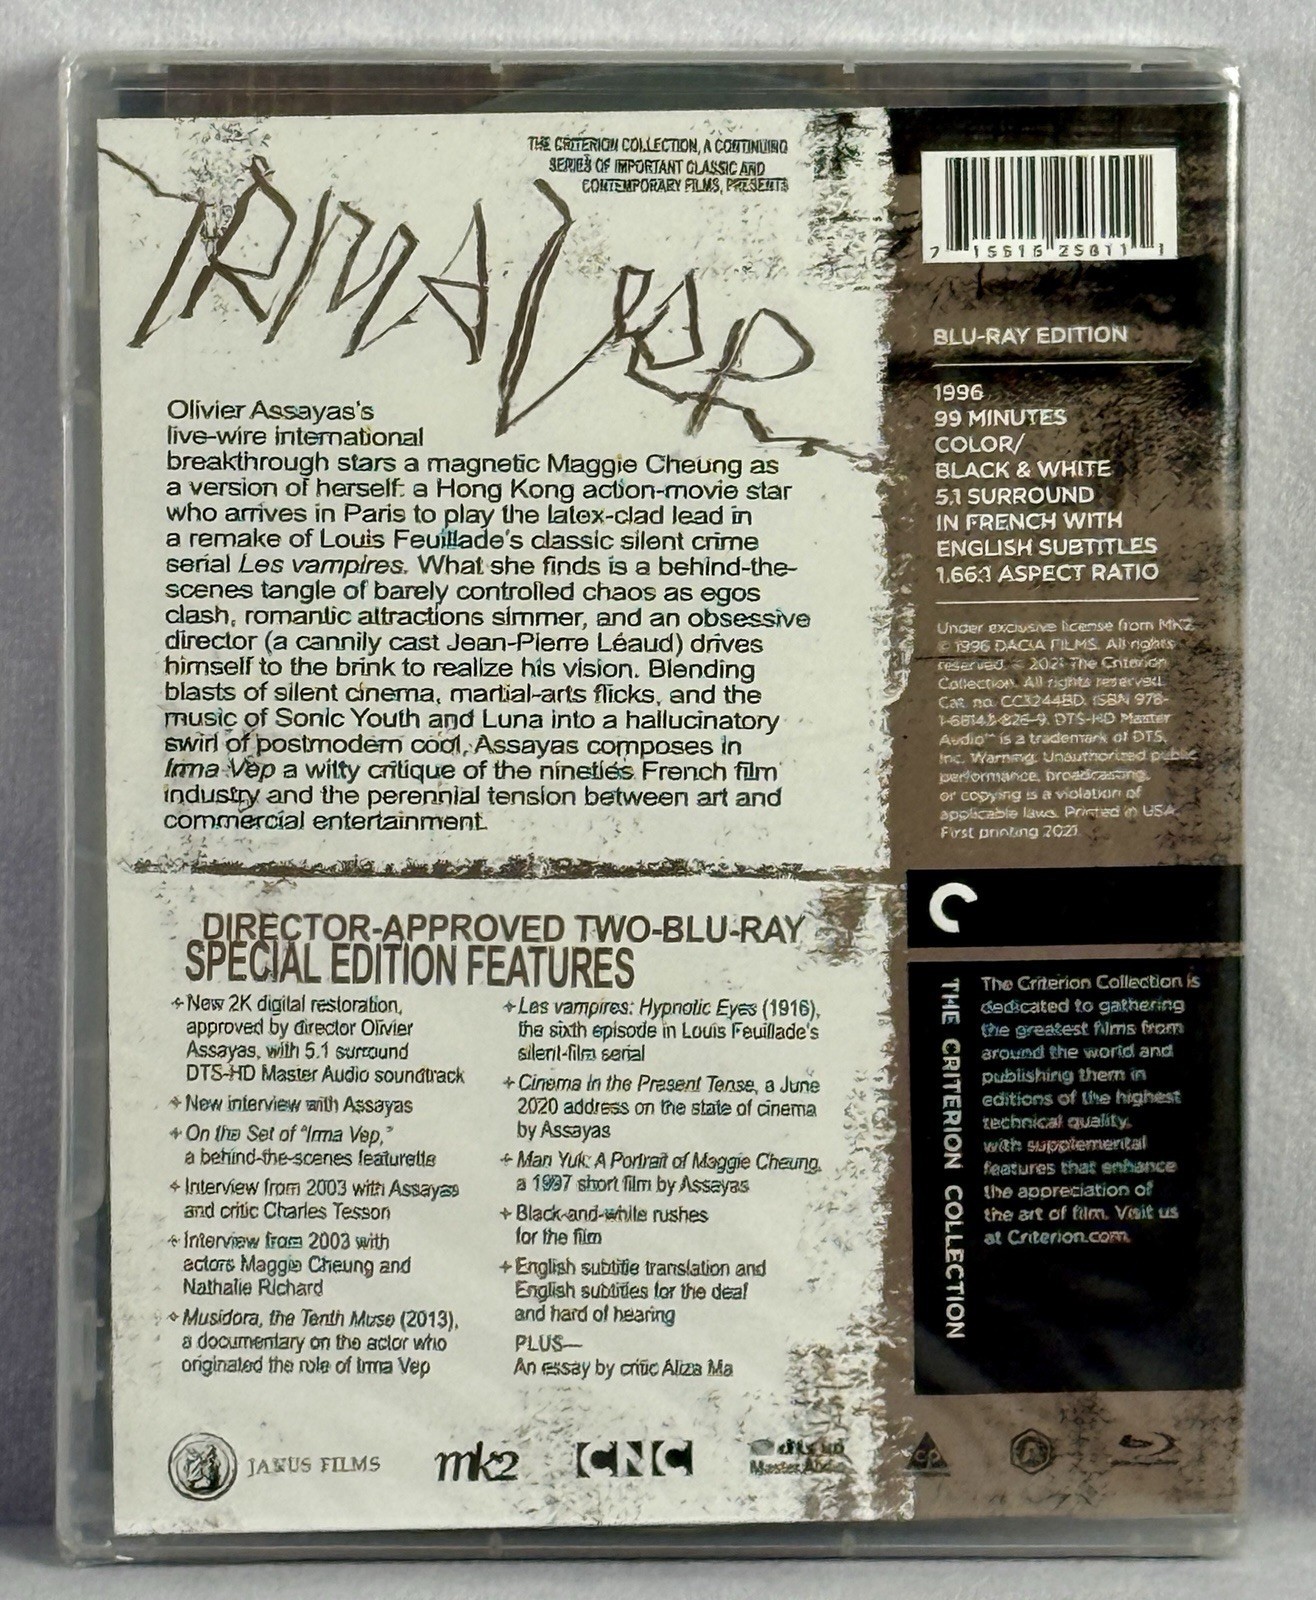 THE CRITERION COLLECTION, A CONTINUING
SERIES OF IMPORTANT CLASSIC AND
CONTEMPORARY FILMS, PRESENTS
IRMA VEP
Olivier Assayas's
live-wire international
breakthrough stars a magnetic Maggie Cheung as
a version of herself: a Hong Kong action-movie star
who arrives in Paris to play the latex-clad lead in
a remake of Louis Feuillade's classic silent crime
serial Les vampires. What she finds is a behind-the-
scenes tangle of barely controlled chaos as egos
clash, romantic attractions simmer, and an obsessive
director (a cannily cast Jean-Pierre Léaud) drives
himself to the brink to realize his vision. Blending
blasts of silent cinema, martial-arts flicks, and the
music of Sonic Youth and Luna into a hallucinatory
swirl of postmodern cool, Assayas composes in
Irma Vep a witty critique of the nineties French film
industry and the perennial tension between art and
commercial entertainment.
DIRECTOR-APPROVED TWO-BLU-RAY
SPECIAL EDITION FEATURES
New 2K digital restoration,
approved by director Olivier
Assayas, with 5.1 surround
DTS-HD Master Audio soundtrack
New interview with Assayas
On the Set of "Irma Vep,"
a behind-the-scenes featurette
Interview from 2003 with Assayas
and critic Charles Tesson
Interview from 2003 with
actors Maggie Cheung and
Nathalie Richard
Musidora, the Tenth Muse (2013),
a documentary on the actor who
originated the role of Irma Vep
Les vampires: Hypnotic Eyes (1916),
the sixth episode in Louis Feuillade's
silent-film serial
Cinema in the Present Tense, a June
2020 address on the state of cinema
by Assayas
Man Yuk: A Portrait of Maggie Cheung,
a 1997 short film by Assayas
Black-and-white rushes
for the film
English subtitle translation and
English subtitles for the deaf
and hard of hearing
PLUS—
An essay by critic Aliza Ma
JANUS FILMS
mk2
CNC
dts HD
Master Audio
7 15515 25811 1
BLU-RAY EDITION
1996
99 MINUTES
COLOR/
BLACK & WHITE
5.1 SURROUND
IN FRENCH WITH
ENGLISH SUBTITLES
1.66:1 ASPECT RATIO
Under exclusive license from MK2
© 1996 DACIA FILMS. All rights
reserved. © 2021 The Criterion
Collection. All rights reserved.
Cat. no. CC3244BD. ISBN 978-
1-68143-826-9. DTS-HD Master
Audio™ is a trademark of DTS,
Inc. Warning: Unauthorized public
performance, broadcasting,
or copying is a violation of
applicable laws. Printed in USA.
First printing 2021.
THE CRITERION COLLECTION
The Criterion Collection is
dedicated to gathering
the greatest films from
around the world and
publishing them in
editions of the highest
technical quality,
with supplemental
features that enhance
the appreciation of
the art of film. Visit us
at Criterion.com.
CP
A